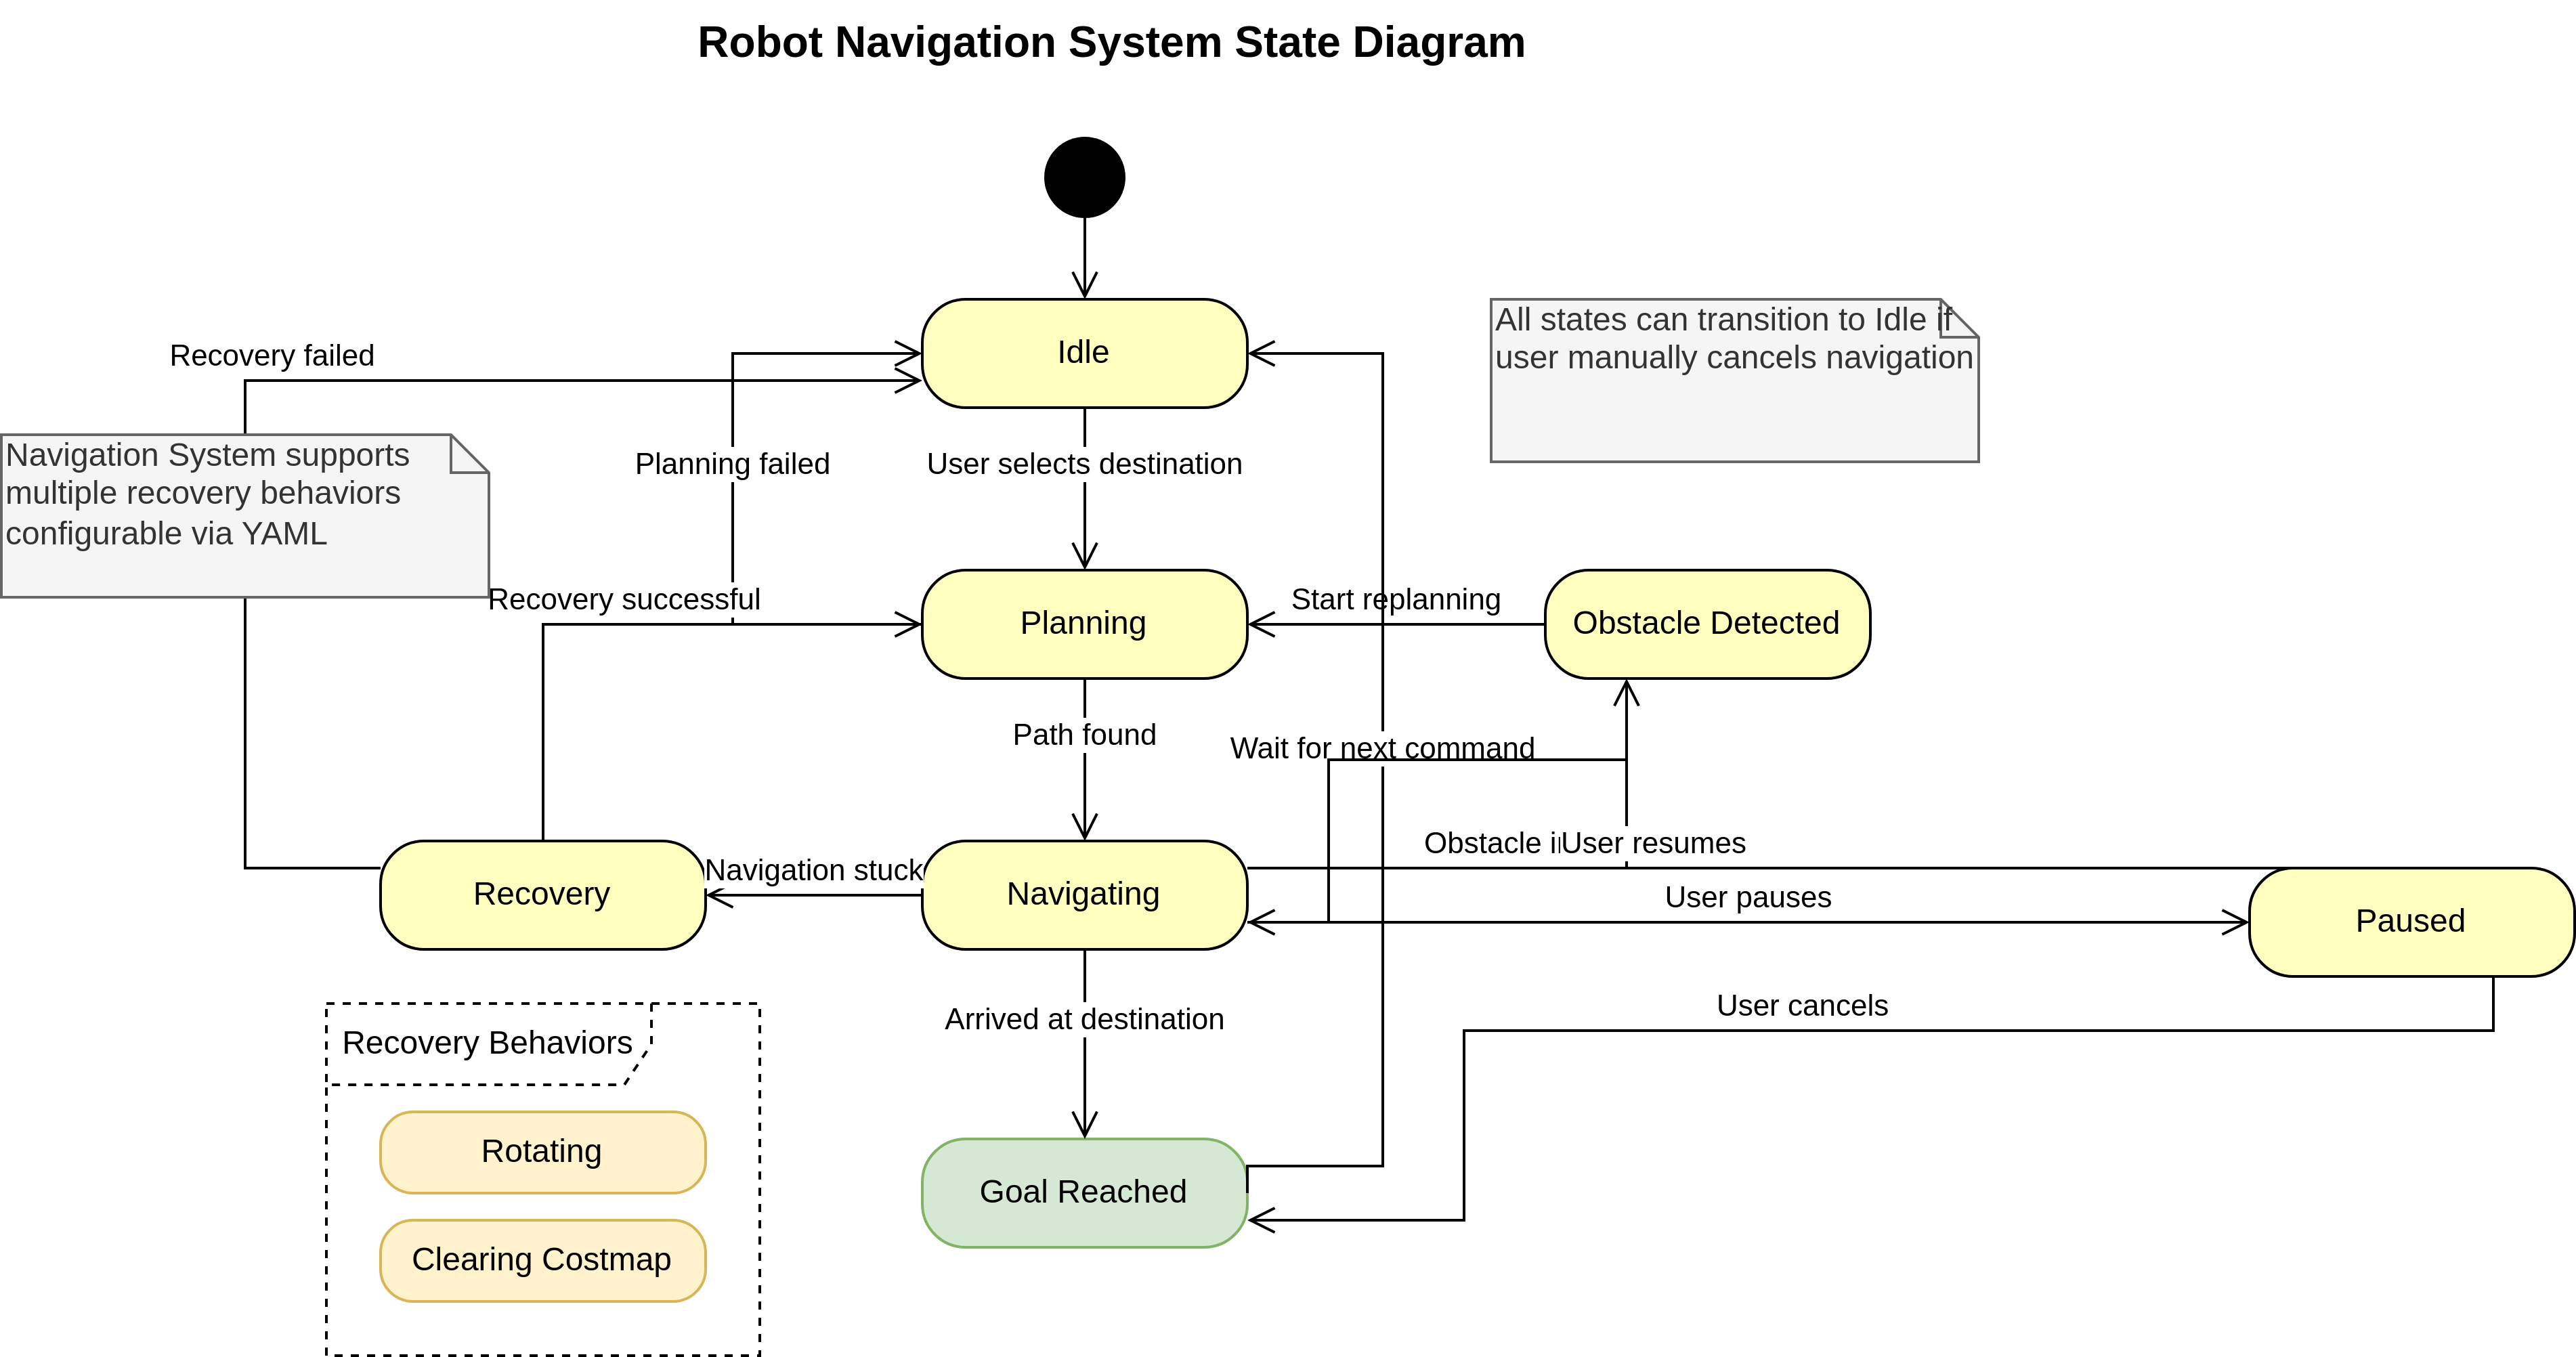 Robot Navigation System State Diagram
Idle
All states can transition to Idle if
user manually cancels navigation
Recovery failed
Navigation System supports
multiple recovery behaviors
configurable via YAML
Planning failed
User selects destination
Recovery successful
Planning
Start replanning
Obstacle Detected
Path found
Wait for next command
Obstacle
User resumes
Navigation stuck
Recovery
Navigating
User pauses
Paused
Arrived at destination
User cancels
Recovery Behaviors
Rotating
Goal Reached
Clearing Costmap